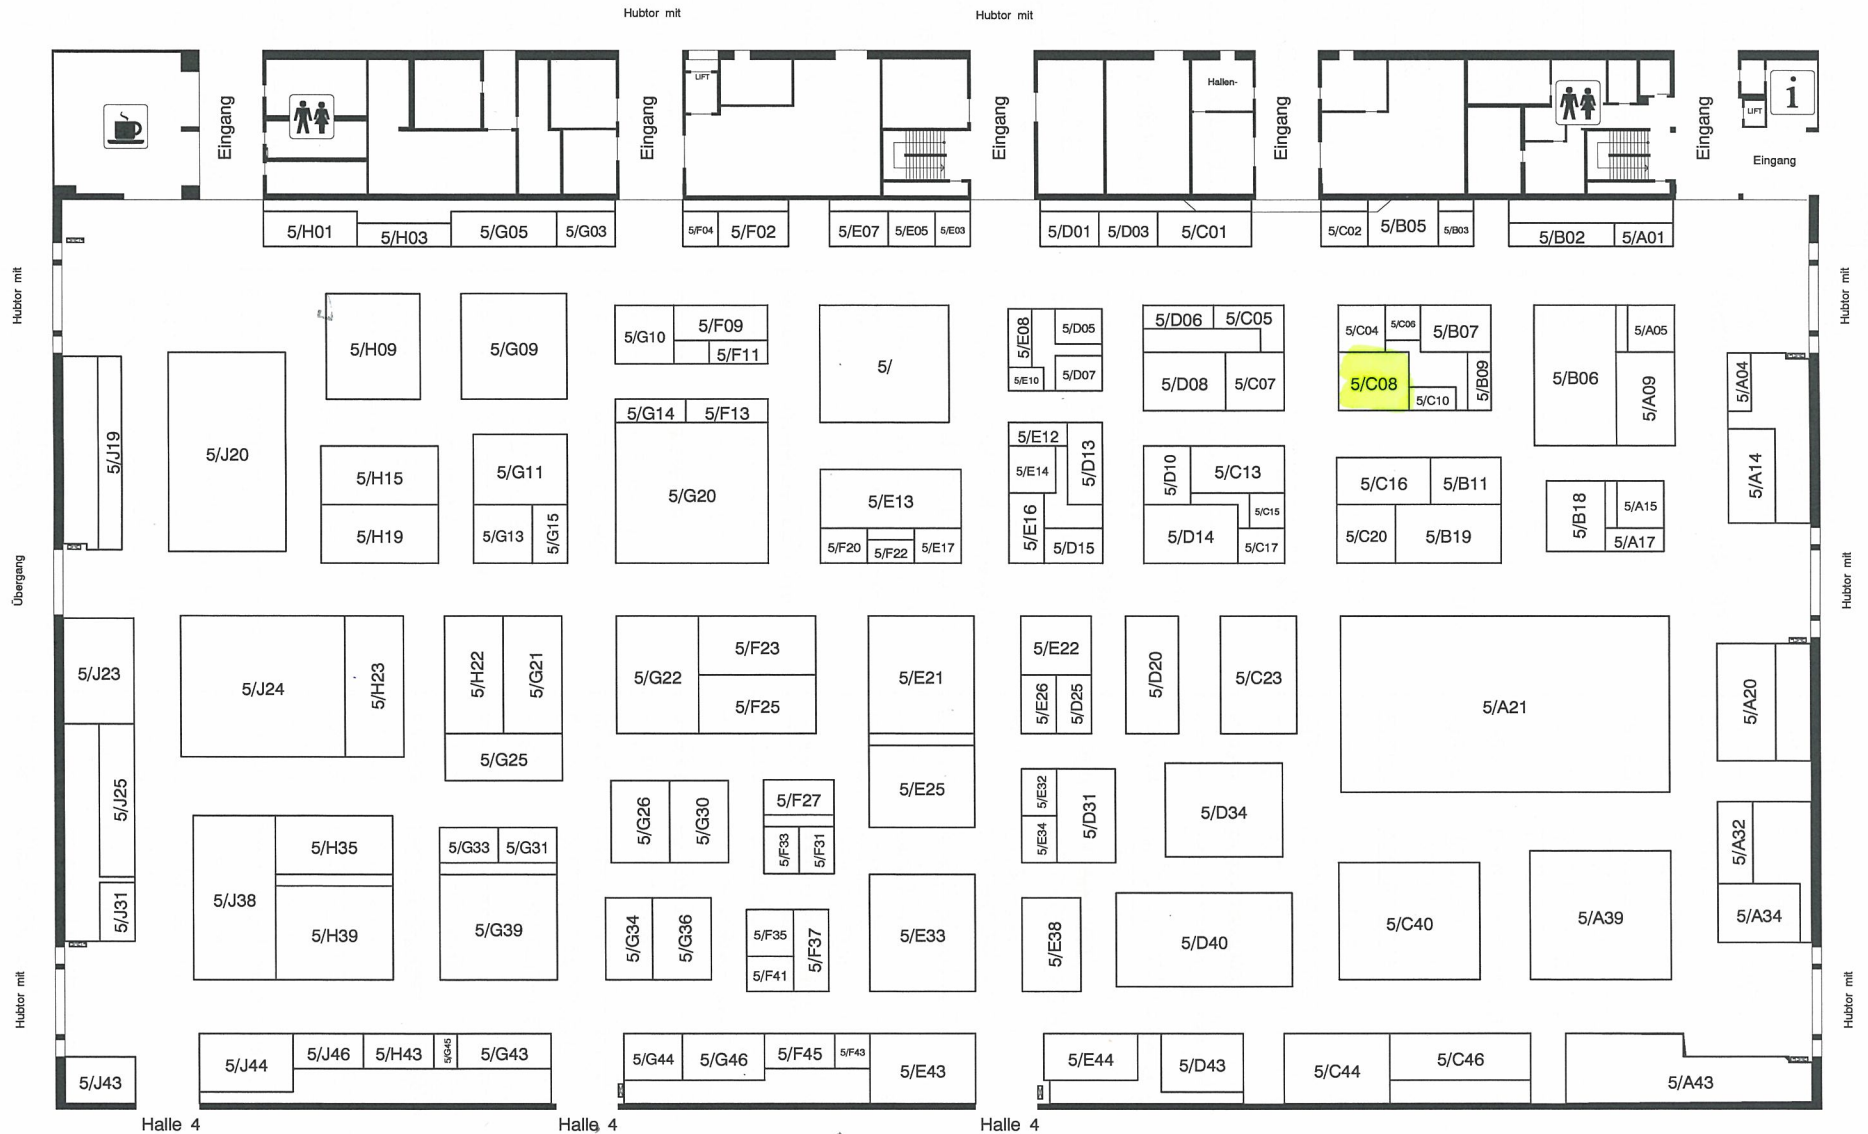 Hubtor mit
Hubtor mit
Eingang
Eingang
LIFT
Eingang
Hallen-
Eingang
Eingang
LIFT
i
Eingang
5/H01
5/H03
5/G05
5/G03
5/F04
5/F02
5/E07
5/E05
5/E03
5/D01
5/D03
5/C01
5/C02
5/B05
5/B03
5/B02
5/A01
Hubtor mit
Hubtor mit
5/H09
5/G09
5/G10
5/F09
5/F11
5/
5/E08
5/D05
5/E10
5/D07
5/D06
5/C05
5/D08
5/C07
5/C04
5/C06
5/B07
5/C08
5/C10
5/B09
5/B06
5/A05
5/A09
5/A04
5/J19
5/J20
5/G14
5/F13
5/G20
5/H15
5/H19
5/G11
5/G13
5/G15
5/E13
5/F20
5/F22
5/E17
5/E12
5/E14
5/D13
5/E16
5/D15
5/D10
5/C13
5/C15
5/D14
5/C17
5/C16
5/B11
5/C20
5/B19
5/B18
5/A15
5/A17
5/A14
Übergang
Hubtor mit
5/J23
5/J24
5/H23
5/H22
5/G21
5/G25
5/G22
5/F23
5/F25
5/E21
5/E25
5/E22
5/E26
5/D25
5/D20
5/C23
5/A21
5/A20
5/J25
5/J31
5/G26
5/G30
5/F27
5/F33
5/F31
5/E32
5/E34
5/D31
5/D34
5/A32
5/A34
5/J38
5/H35
5/H39
5/G33
5/G31
5/G39
5/G34
5/G36
5/F35
5/F41
5/F37
5/E33
5/E38
5/D40
5/C40
5/A39
Hubtor mit
Hubtor mit
5/J43
5/J44
5/J46
5/H43
5/G45
5/G43
5/G44
5/G46
5/F45
5/F43
5/E43
5/E44
5/D43
5/C44
5/C46
5/A43
Halle 4
Halle 4
Halle 4